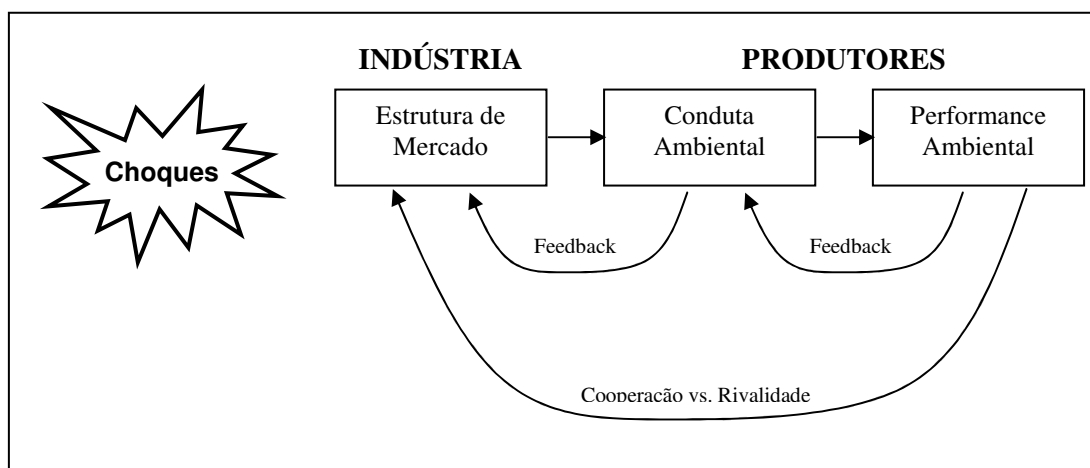 INDÚSTRIA
PRODUTORES
Choques
Estrutura de
Mercado
Conduta
Ambiental
Performance
Ambiental
Feedback
Feedback
Cooperação vs. Rivalidade